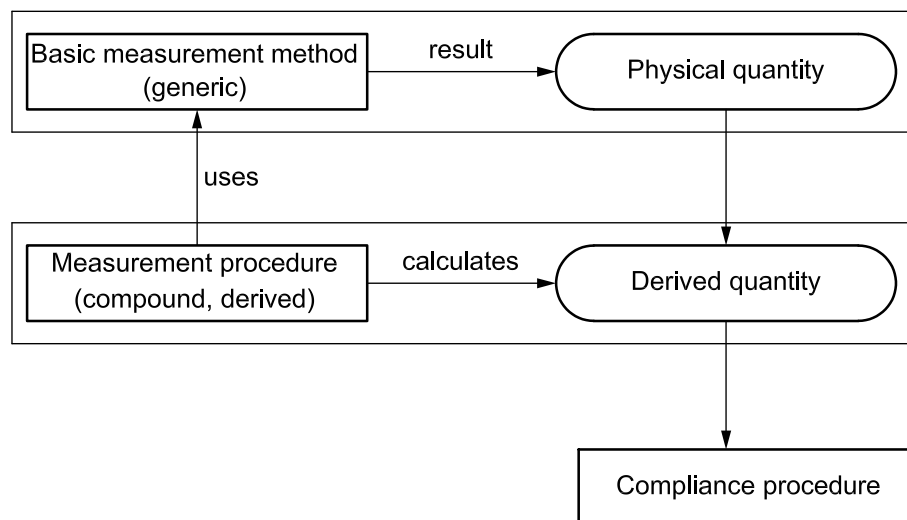 Basic measurement method
(generic)
result
Physical quantity
uses
Measurement procedure
(compound, derived)
calculates
Derived quantity
Compliance procedure